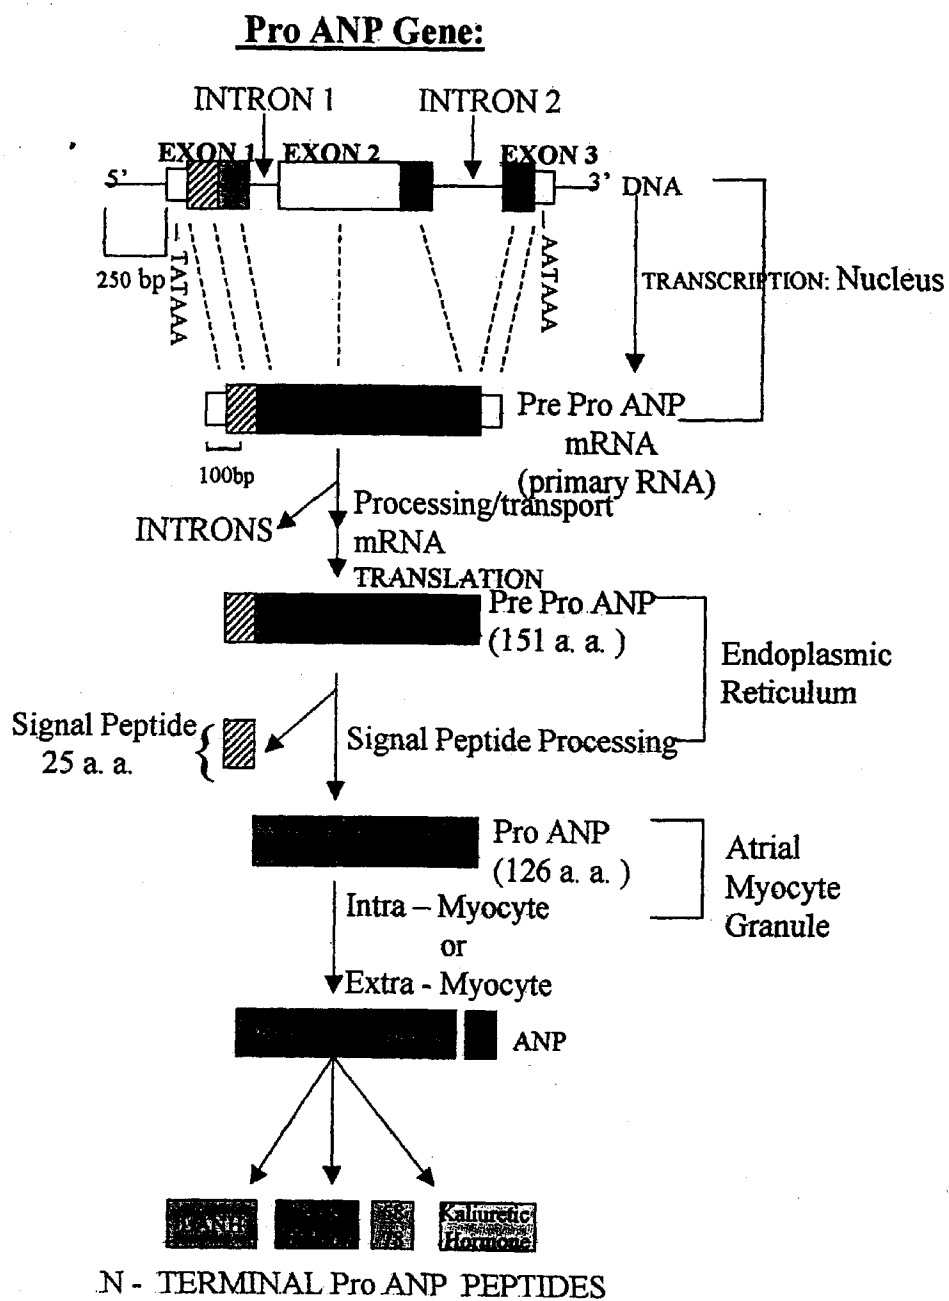 Pro ANP Gene:
INTRON 1
INTRON 2
EXON 1
EXON 2
EXON 3
5'
3'
DNA
250 bp
TATAAA
AATAAA
TRANSCRIPTION: Nucleus
Pre Pro ANP
mRNA
(primary RNA)
100bp
INTRONS
Processing/transport
mRNA
TRANSLATION
Pre Pro ANP
(151 a. a. )
Endoplasmic
Reticulum
Signal Peptide
25 a. a.
Signal Peptide Processing
Pro ANP
(126 a. a. )
Atrial
Myocyte
Granule
Intra – Myocyte
or
Extra - Myocyte
ANP
Kaliuretic
Hormone
N - TERMINAL Pro ANP PEPTIDES